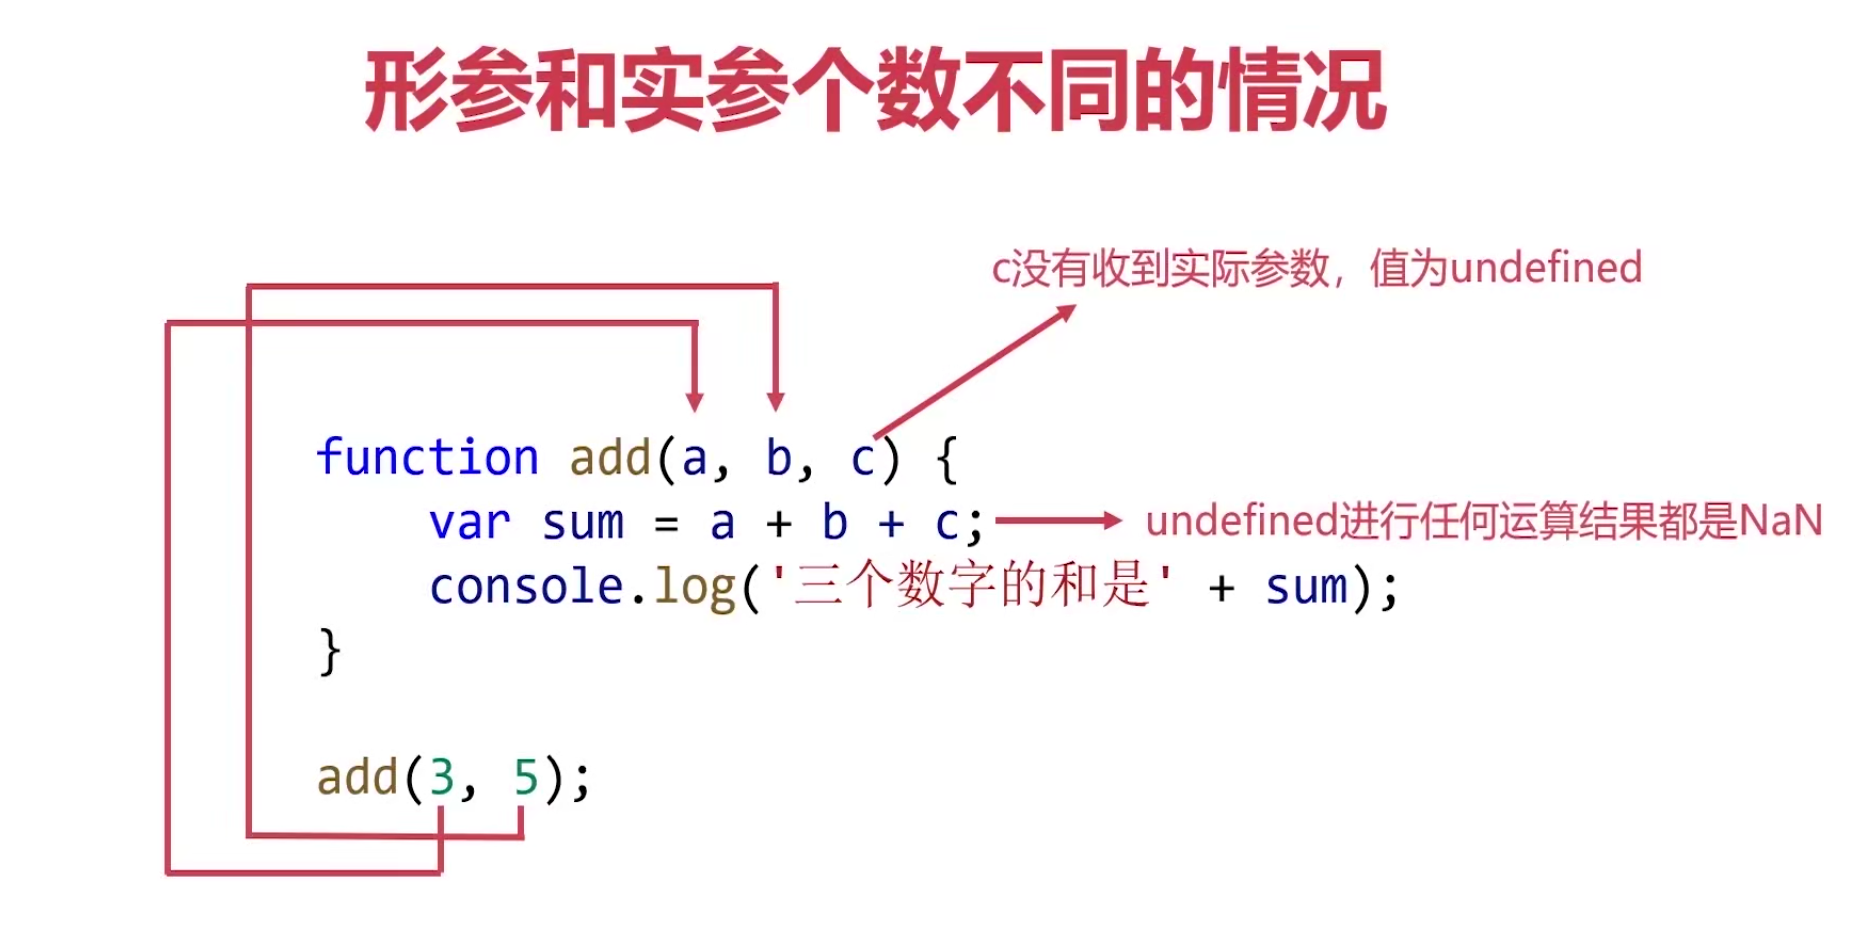 形参和实参个数不同的情况
c没有收到实际参数，值为undefined
function add(a, b, c) {
    var sum = a + b + c;
undefined进行任何运算结果都是NaN
    console.log('三个数字的和是' + sum);
}
add(3, 5);